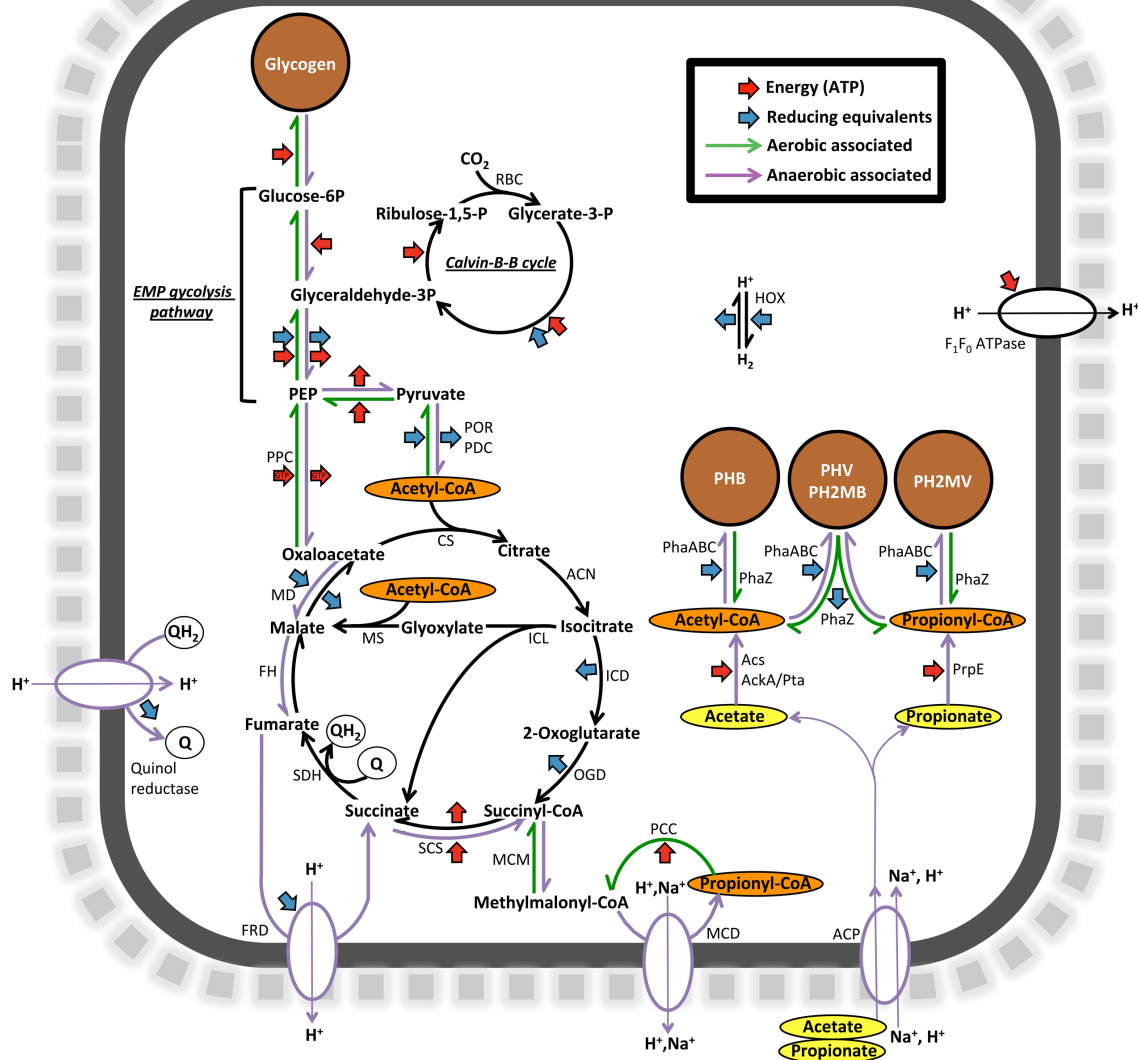 Glycogen
Energy (ATP)
Reducing equivalents
Aerobic associated
Anaerobic associated
Glucose-6P
CO2
RBC
Ribulose-1,5-P
Glycerate-3-P
Calvin-B-B cycle
EMP gycolysis
pathway
Glyceraldehyde-3P
H+
HOX
H2
H+
H+
F1F0 ATPase
PEP
Pyruvate
POR
PDC
PPC
GTP
GTP
Acetyl-CoA
PHB
PHV
PH2MB
PH2MV
CS
Oxaloacetate
Citrate
PhaABC
PhaZ
PhaABC
PhaZ
PhaABC
PhaZ
ACN
MD
Acetyl-CoA
Malate
MS
Glyoxylate
ICL
Isocitrate
Acetyl-CoA
Propionyl-CoA
QH2
H+
H+
Q
Quinol
reductase
FH
ICD
Acs
AckA/Pta
PrpE
Acetate
Propionate
Fumarate
QH2
Q
SDH
2-Oxoglutarate
OGD
Succinate
Succinyl-CoA
SCS
MCM
PCC
Methylmalonyl-CoA
H+,Na+
Propionyl-CoA
MCD
H+,Na+
H+
FRD
H+
Na+, H+
ACP
Acetate
Propionate
Na+, H+